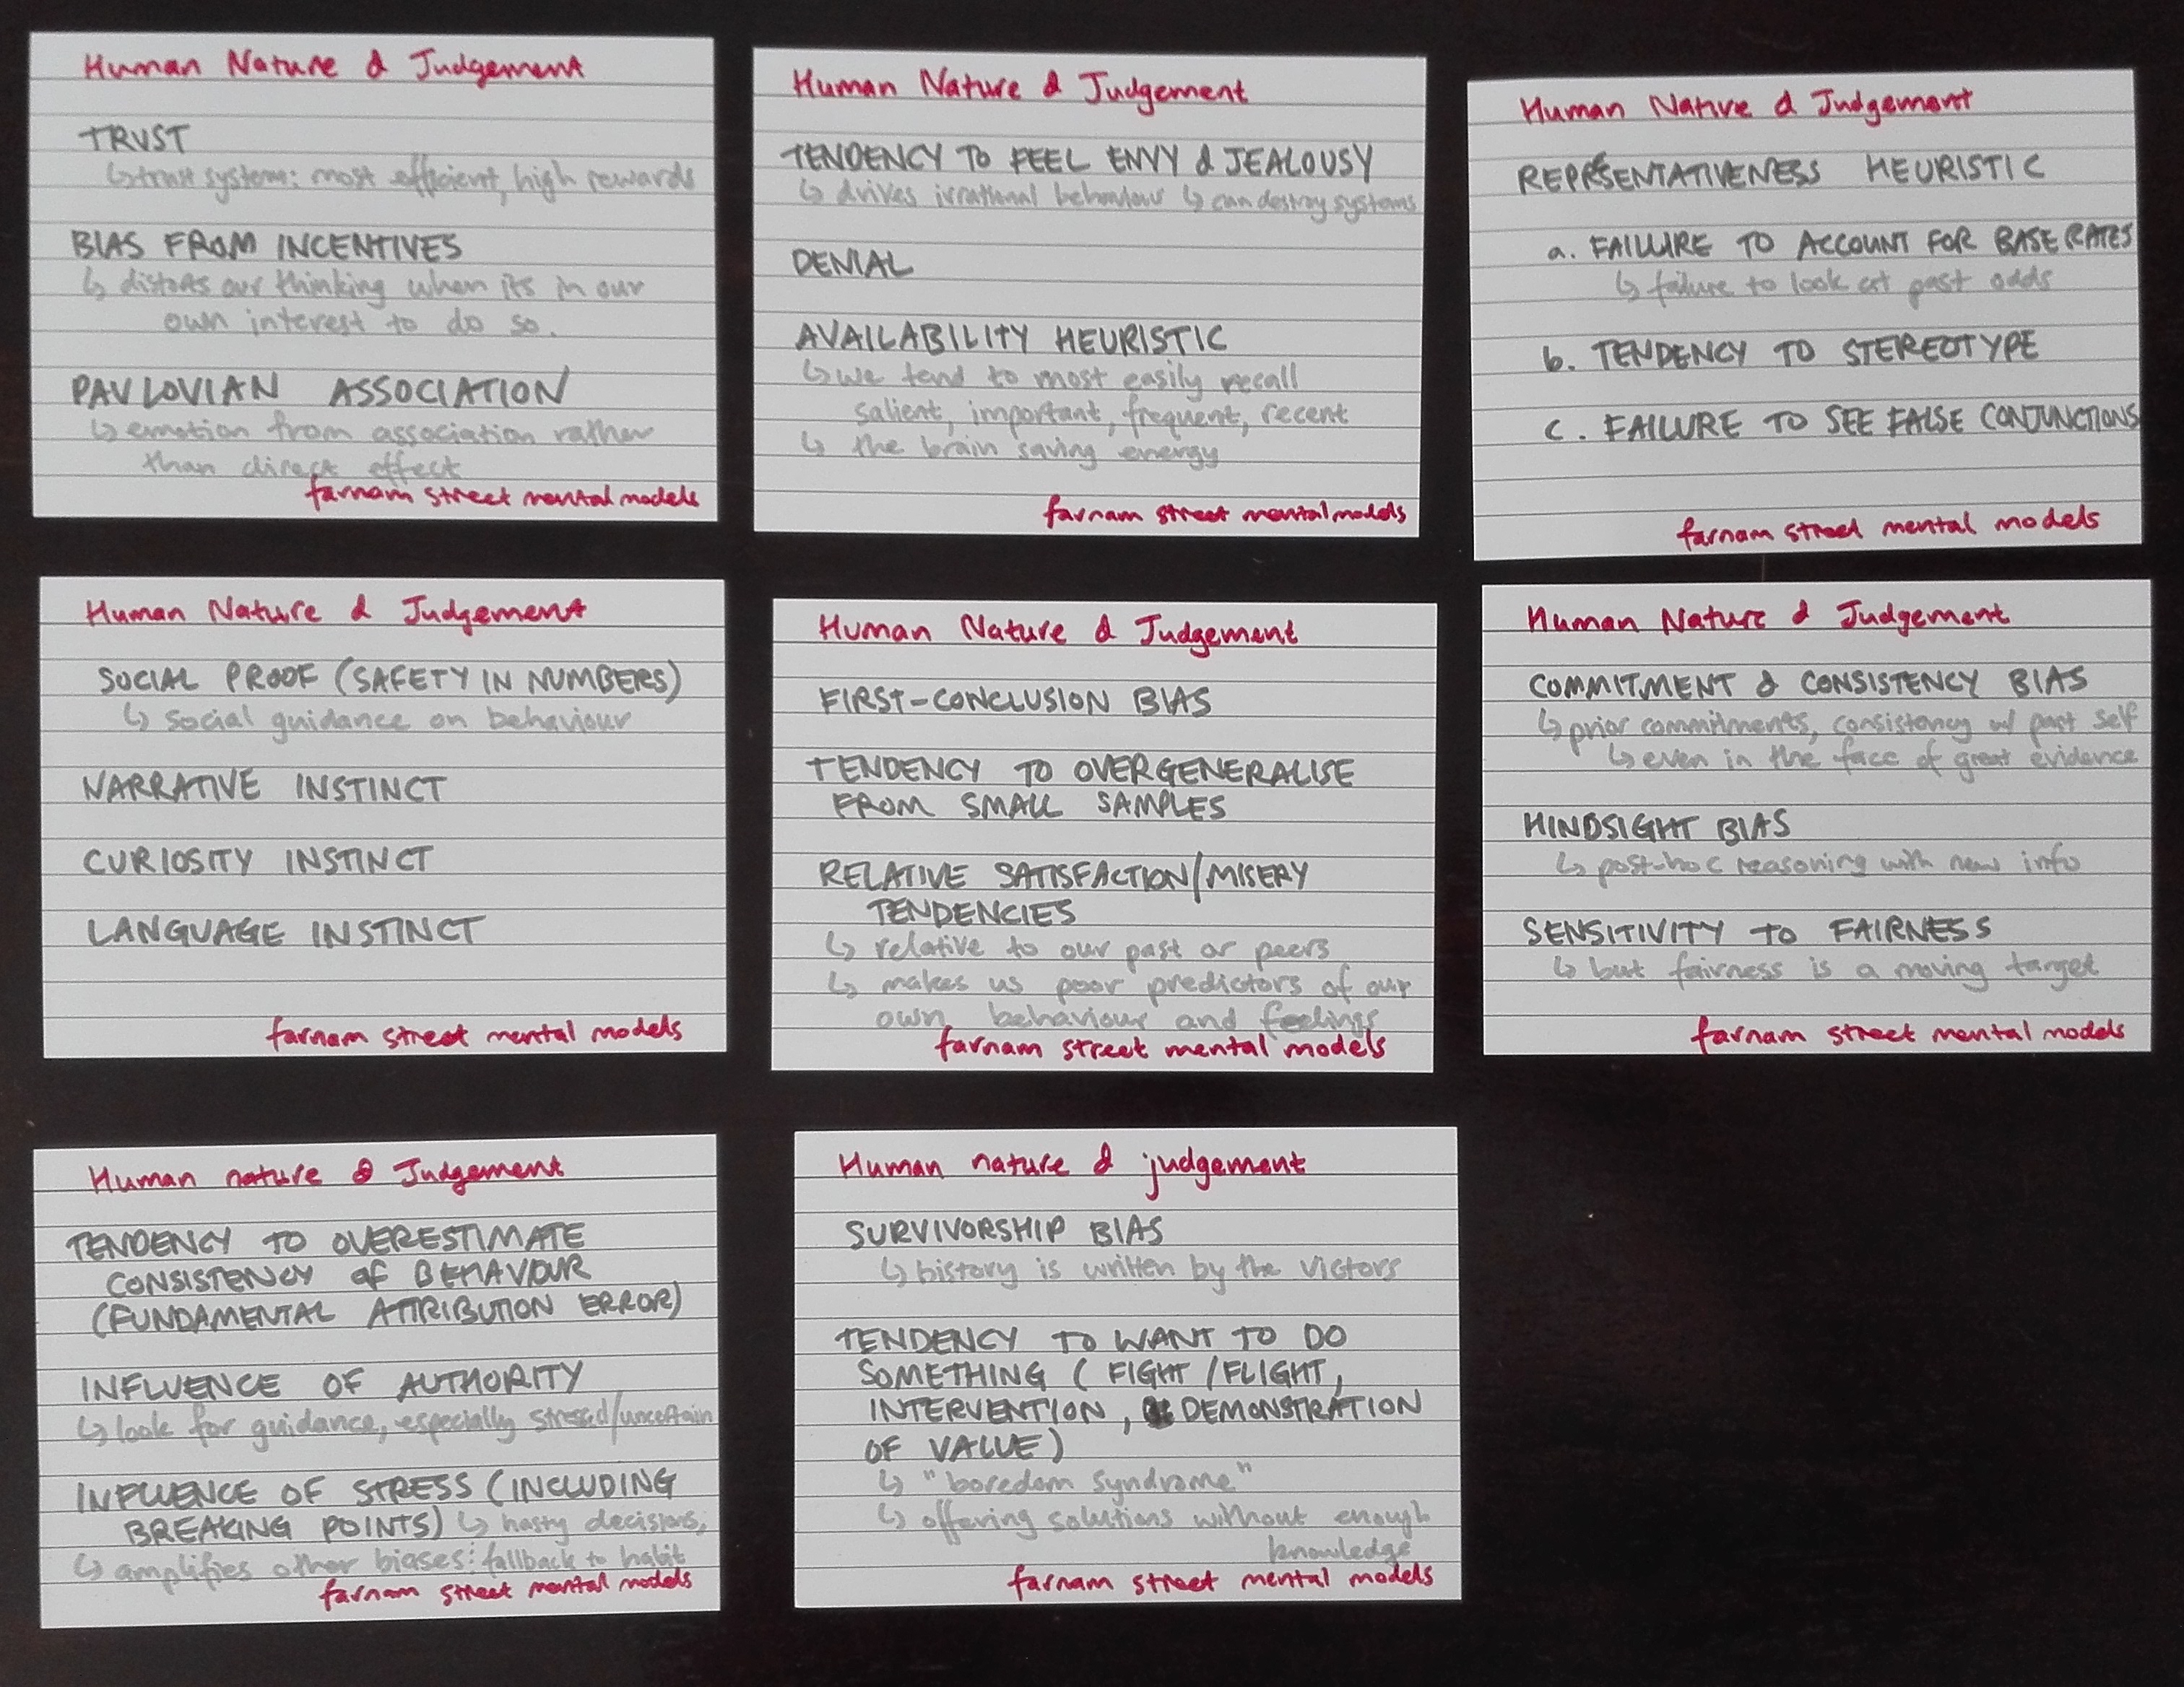 Human Nature & Judgement
TRUST
↳ trust systems: most efficient, high rewards
BIAS FROM INCENTIVES
↳ distorts our thinking when its in our
own interest to do so.
PAVLOVIAN ASSOCIATION
↳ emotion from association rather
than direct effect
farnam street mental models
Human Nature & Judgement
TENDENCY TO FEEL ENVY & JEALOUSY
↳ drives irrational behaviour ↳ can destroy systems
DENIAL
AVAILABILITY HEURISTIC
↳ we tend to most easily recall
salient, important, frequent, recent
↳ the brain saving energy
farnam street mental models
Human Native & Judgement
REPRESENTATIVENESS HEURISTIC
a. FAILURE TO ACCOUNT FOR BASE RATES
↳ failure to look at past odds
b. TENDENCY TO STEREOTYPE
c. FAILURE TO SEE FALSE CONJUNCTIONS
farnam street mental models
Human Nature & Judgement
SOCIAL PROOF (SAFETY IN NUMBERS)
↳ social guidance on behaviour
NARRATIVE INSTINCT
CURIOSITY INSTINCT
LANGUAGE INSTINCT
farnam street mental models
Human Nature & Judgement
FIRST-CONCLUSION BIAS
TENDENCY TO OVERGENERALISE
FROM SMALL SAMPLES
RELATIVE SATISFACTION/MISERY
TENDENCIES
↳ relative to our past or peers
↳ makes us poor predictors of our
own behaviour and feelings
farnam street mental models
Human Nature & Judgement
COMMITMENT & CONSISTENCY BIAS
↳ prior commitments, consistency w/ past self
↳ even in the face of great evidence
HINDSIGHT BIAS
↳ post-hoc reasoning with new info
SENSITIVITY TO FAIRNESS
↳ but fairness is a moving target
farnam street mental models
Human nature & Judgement
TENDENCY TO OVERESTIMATE
CONSISTENCY OF BEHAVIOUR
(FUNDAMENTAL ATTRIBUTION ERROR)
INFLUENCE OF AUTHORITY
↳ look for guidance, especially stressed/uncertain
INFLUENCE OF STRESS (INCLUDING
BREAKING POINTS) ↳ hasty decisions,
↳ amplifies other biases: fallback to habit
farnam street mental models
Human nature & judgement
SURVIVORSHIP BIAS
↳ history is written by the victors
TENDENCY TO WANT TO DO
SOMETHING (FIGHT/FLIGHT,
INTERVENTION, DEMONSTRATION
OF VALUE)
↳ "boredom syndrome"
↳ offering solutions without enough
knowledge
farnam street mental models